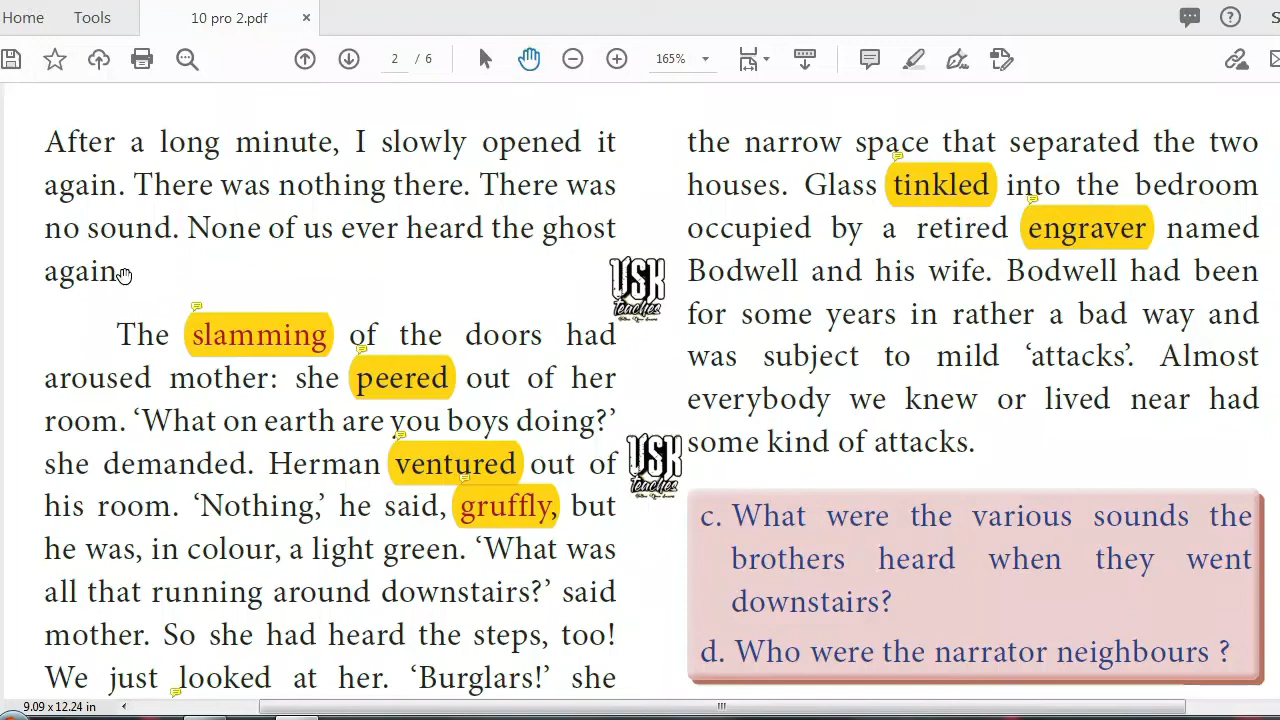 Home
Tools
10 pro 2.pdf
×
?
S
2 / 6
165%
After a long minute, I slowly opened it
again. There was nothing there. There was
no sound. None of us ever heard the ghost
again.
The slamming of the doors had
aroused mother: she peered out of her
room. ‘What on earth are you boys doing?’
she demanded. Herman ventured out of
his room. ‘Nothing,’ he said, gruffly, but
he was, in colour, a light green. ‘What was
all that running around downstairs?’ said
mother. So she had heard the steps, too!
We just looked at her. ‘Burglars!’ she
VSK
Teaches
VSK
Teaches
the narrow space that separated the two
houses. Glass tinkled into the bedroom
occupied by a retired engraver named
Bodwell and his wife. Bodwell had been
for some years in rather a bad way and
was subject to mild ‘attacks’. Almost
everybody we knew or lived near had
some kind of attacks.
c. What were the various sounds the
brothers heard when they went
downstairs?
d. Who were the narrator neighbours ?
9.09 x 12.24 in